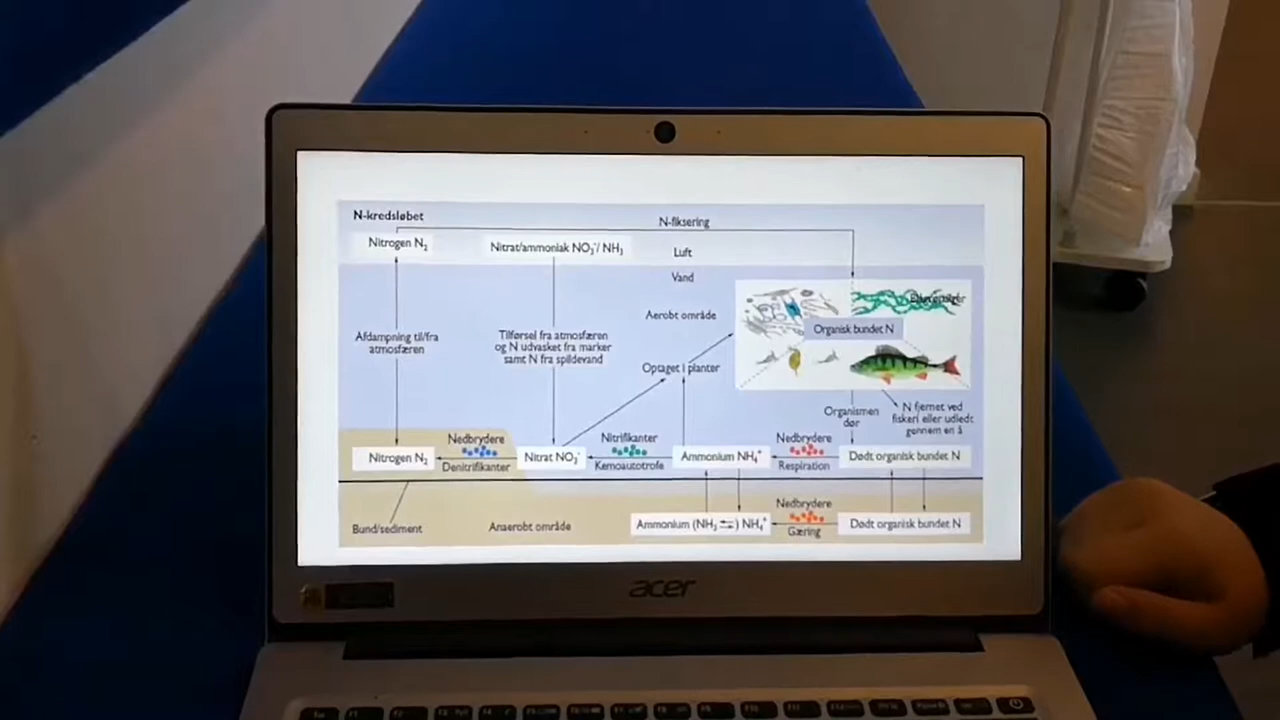 N-kredsløbet
N-fiksering
Nitrogen N₂
Nitrat/ammoniak NO₃⁻/ NH₃
Luft
Vand
Aerobt område
Organisk bundet N
Afdampning til/fra
atmosfæren
Tilførsel fra atmosfæren
og N udvasket fra marker
samt N fra spildevand
Optaget i planter
Organismen
dør
N fjernet ved
fiskeri eller udledt
gennem en å
Nedbrydere
Denitrifikanter
Nitrifikanter
Kemoautotrofe
Nedbrydere
Respiration
Nitrogen N₂
Nitrat NO₃⁻
Ammonium NH₄⁺
Dødt organisk bundet N
Bund/sediment
Anaerobt område
Ammonium (NH₃ ⇆) NH₄⁺
Nedbrydere
Gæring
Dødt organisk bundet N
acer